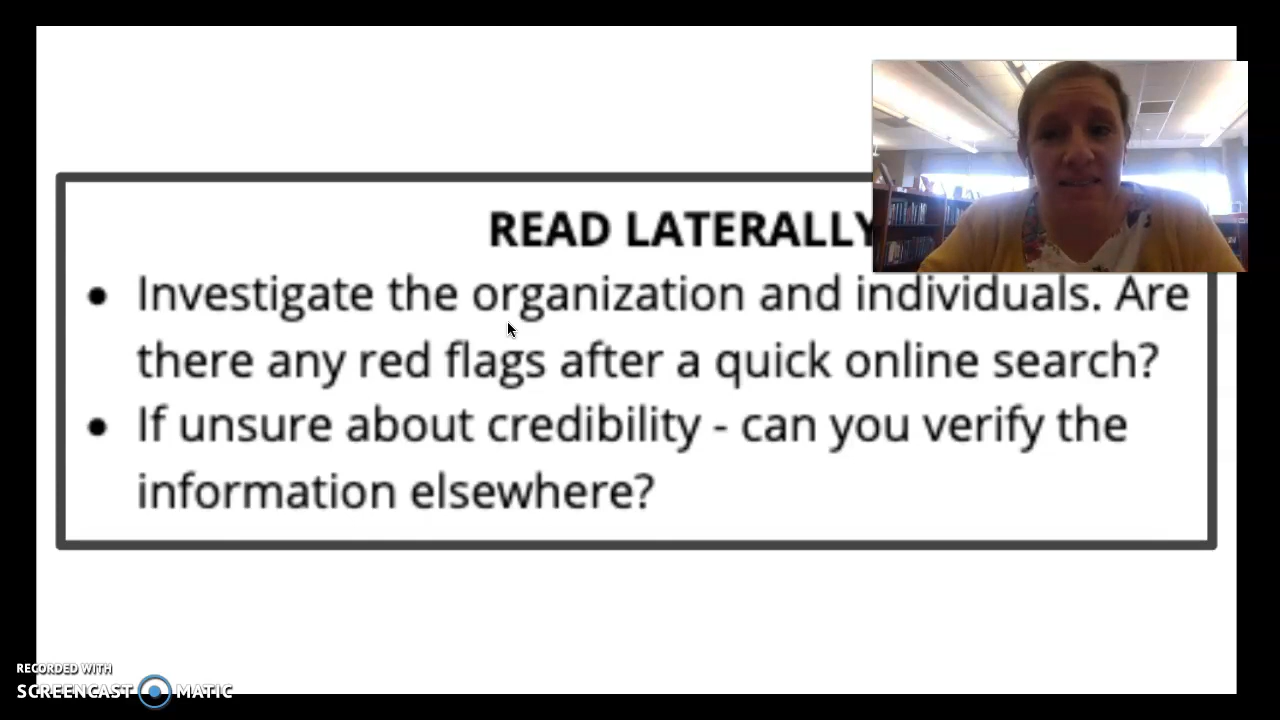 READ LATERALLY
• Investigate the organization and individuals. Are
there any red flags after a quick online search?
• If unsure about credibility - can you verify the
information elsewhere?
RECORDED WITH
SCREENCAST MATIC